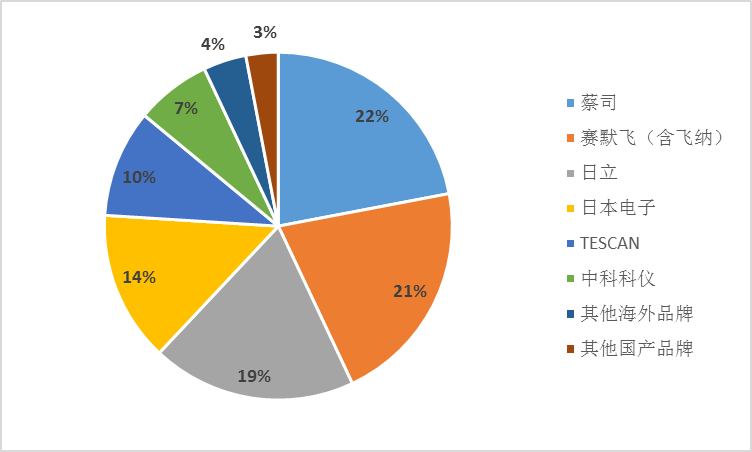 3%
4%
7%
22%
10%
14%
21%
19%
蔡司
赛默飞（含飞纳）
日立
日本电子
TESCAN
中科科仪
其他海外品牌
其他国产品牌